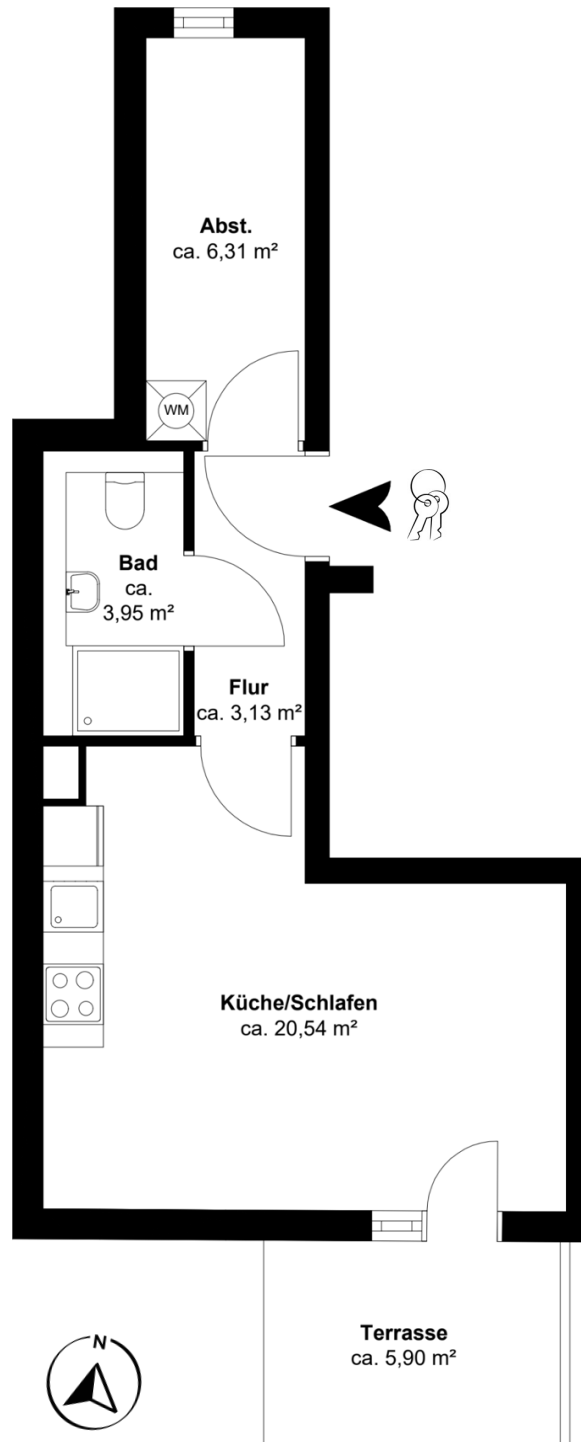 Abst.
ca. 6,31 m²
WM
Bad
ca.
3,95 m²
Flur
ca. 3,13 m²
Küche/Schlafen
ca. 20,54 m²
Terrasse
ca. 5,90 m²
N